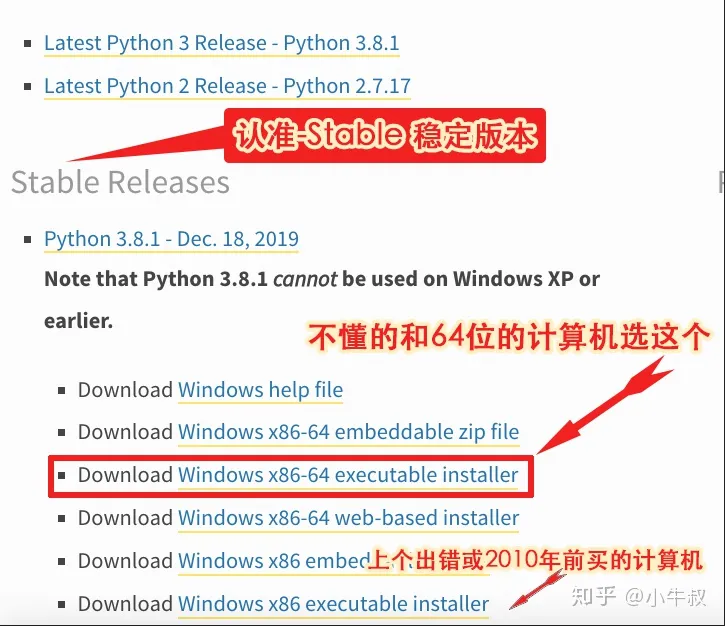 Latest Python 3 Release - Python 3.8.1
Latest Python 2 Release - Python 2.7.17
认准-Stable 稳定版本
Stable Releases
Python 3.8.1 - Dec. 18, 2019
Note that Python 3.8.1 cannot be used on Windows XP or
earlier.
不懂的和64位的计算机选这个
Download Windows help file
Download Windows x86-64 embeddable zip file
Download Windows x86-64 executable installer
Download Windows x86-64 web-based installer
Download Windows x86 embed
上个出错或2010年前买的计算机
Download Windows x86 executable installer
知乎 @小牛叔